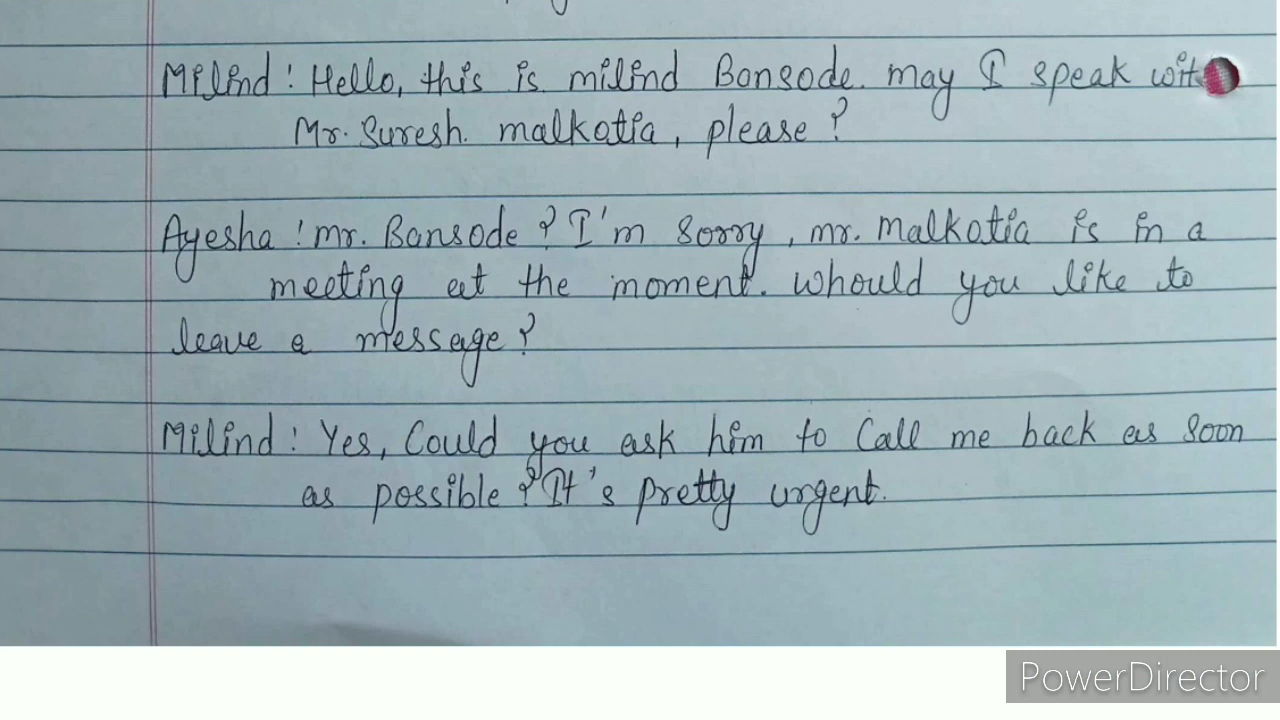 Milind : Hello, this is milind Bansode. may I speak wit
Mr. Suresh. malkotia, please ?
Ayesha : mr. Bansode ? I'm sorry, mr. Malkotia is in a
meeting at the moment. whould you like to
leave a message ?
Milind : Yes, Could you ask him to Call me back as soon
as possible ? It's pretty urgent.
PowerDirector